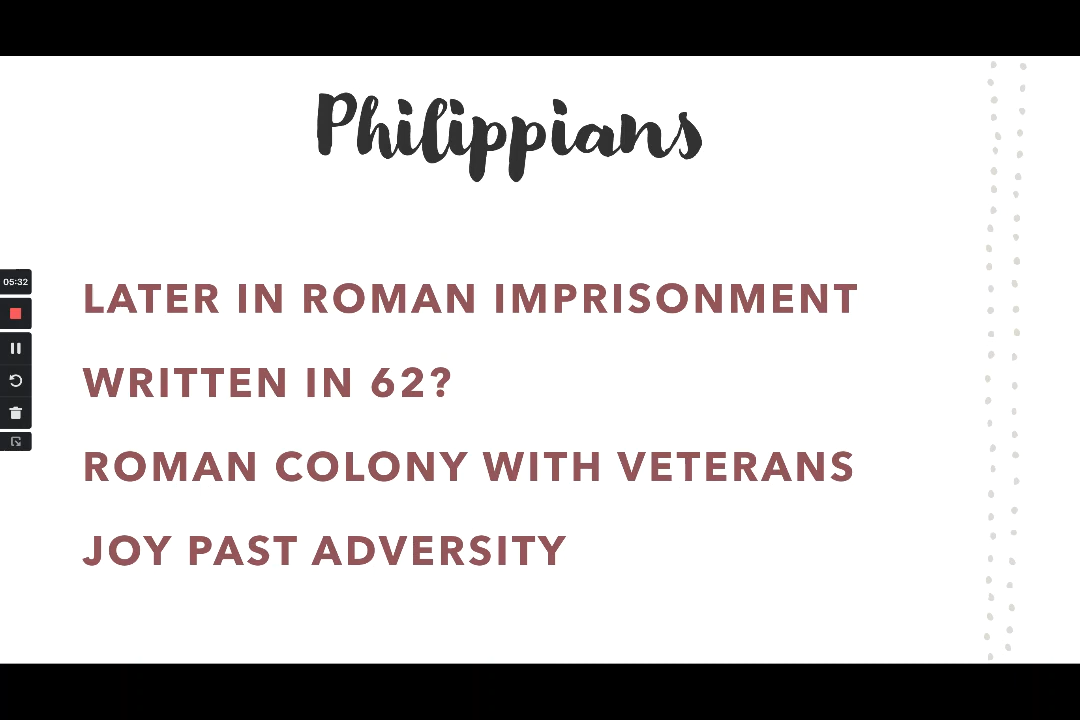 Philippians
05:32
LATER IN ROMAN IMPRISONMENT
WRITTEN IN 62?
ROMAN COLONY WITH VETERANS
JOY PAST ADVERSITY